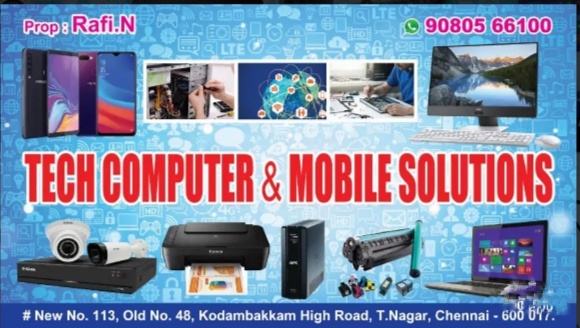 Prop : Rafi.N
90805 66100
TECH COMPUTER & MOBILE SOLUTIONS
# New No. 113, Old No. 48, Kodambakkam High Road, T.Nagar, Chennai - 600 017.